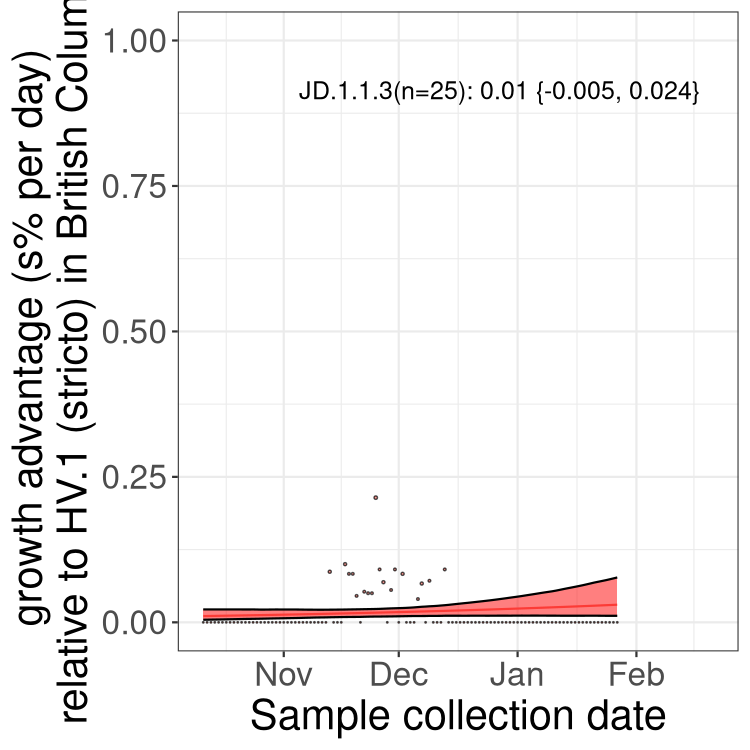 growth advantage (s% per day)
relative to HV.1 (stricto) in British Colum
1.00
0.75
0.50
0.25
0.00
JD.1.1.3(n=25): 0.01 {-0.005, 0.024}
Nov Dec Jan Feb
Sample collection date